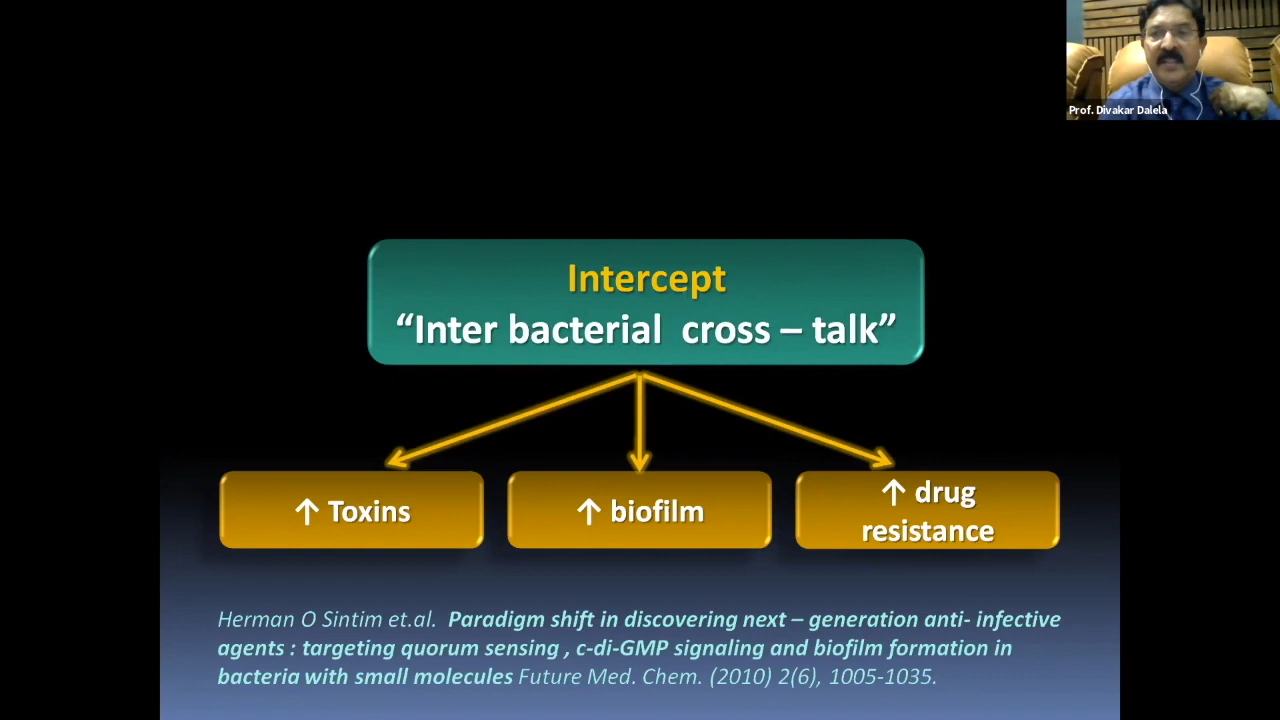 Prof. Divakar Dalela
Intercept
“Inter bacterial cross – talk”
↑ Toxins
↑ biofilm
↑ drug
resistance
Herman O Sintim et.al. Paradigm shift in discovering next – generation anti- infective
agents : targeting quorum sensing , c-di-GMP signaling and biofilm formation in
bacteria with small molecules Future Med. Chem. (2010) 2(6), 1005-1035.